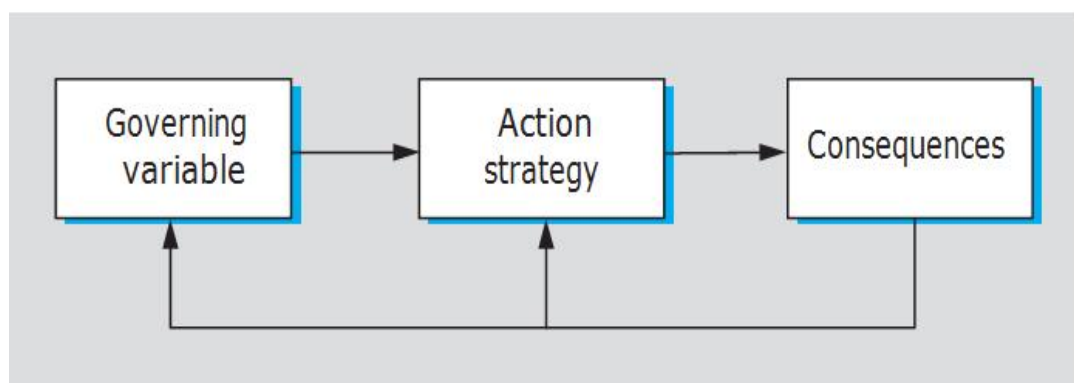 Governing
variable
Action
strategy
Consequences